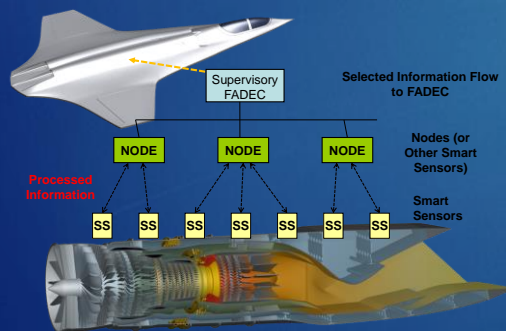 Supervisory
FADEC
Selected Information Flow
to FADEC
NODE
NODE
NODE
Nodes (or
Other Smart
Sensors)
Processed
Information
Smart
Sensors
SS
SS
SS
SS
SS
SS
SS